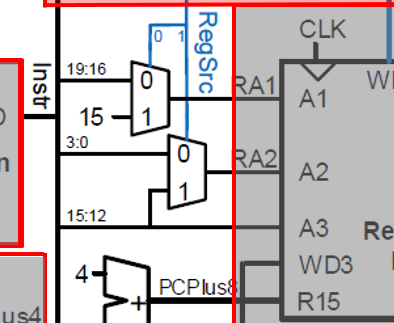 CLK
0 1
RegSrc
Instr
19:16
0
RA1
A1
15
1
3:0
0
RA2
A2
1
15:12
A3
Re
WD3
4
+
PCPlus8
R15
us4